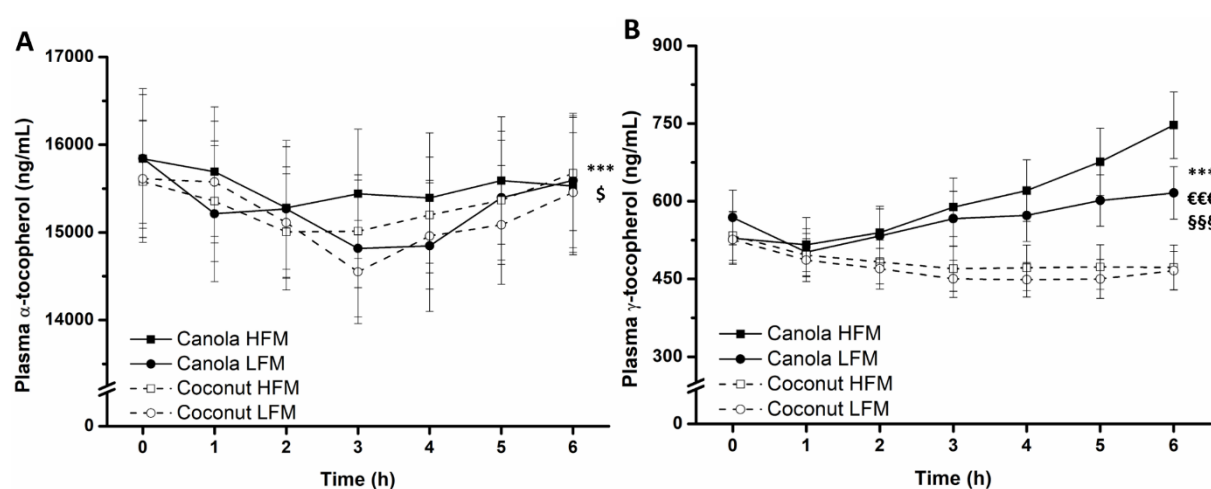 A
Plasma α-tocopherol (ng/mL)
17000
16000
15000
14000
0
***
$
Canola HFM
Canola LFM
Coconut HFM
Coconut LFM
0 1 2 3 4 5 6
Time (h)
B
Plasma γ-tocopherol (ng/mL)
900
750
600
450
300
0
***
€€€
§§§
Canola HFM
Canola LFM
Coconut HFM
Coconut LFM
0 1 2 3 4 5 6
Time (h)